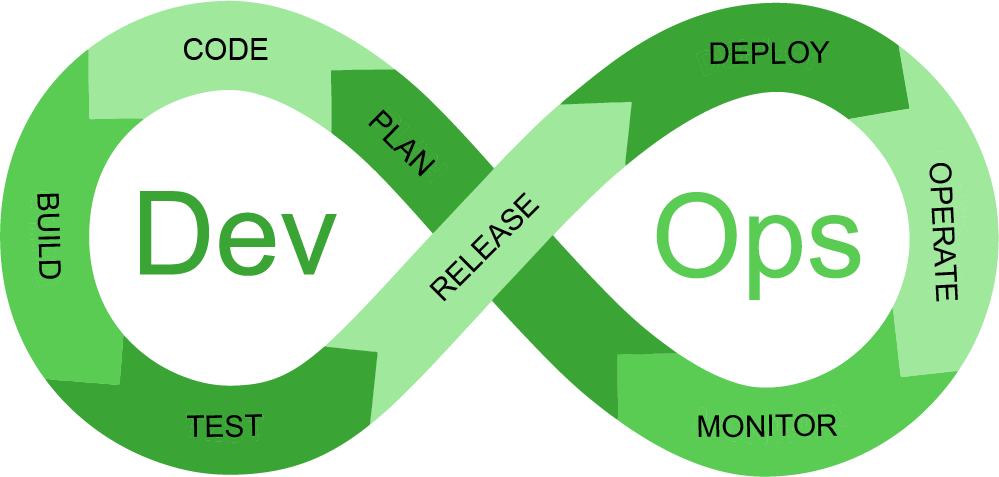 CODE
PLAN
BUILD
TEST
RELEASE
DEPLOY
OPERATE
MONITOR
Dev
Ops